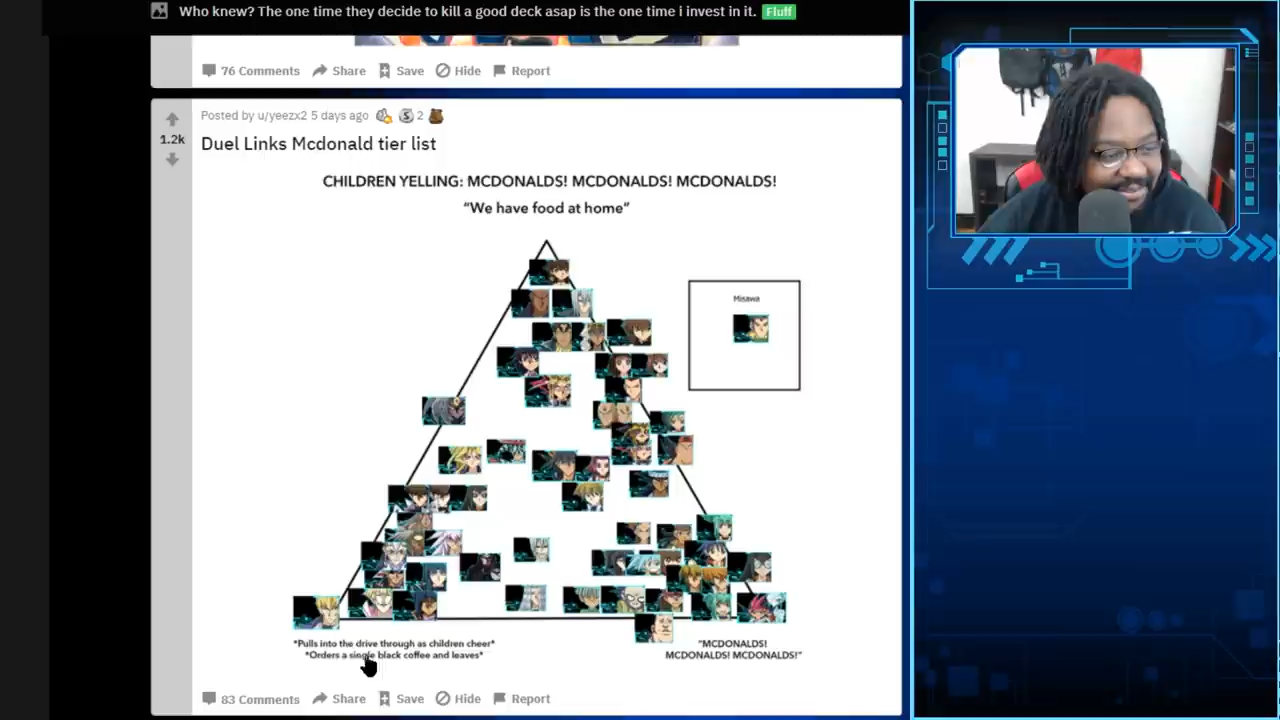 Who knew? The one time they decide to kill a good deck asap is the one time i invest in it. Fluff
76 Comments Share Save Hide Report
Posted by u/yeezx2 5 days ago 2
1.2k
Duel Links Mcdonald tier list
CHILDREN YELLING: MCDONALDS! MCDONALDS! MCDONALDS!
“We have food at home”
Misawa
*Pulls into the drive through as children cheer*
*Orders a single black coffee and leaves*
“MCDONALDS!
MCDONALDS! MCDONALDS!”
83 Comments Share Save Hide Report